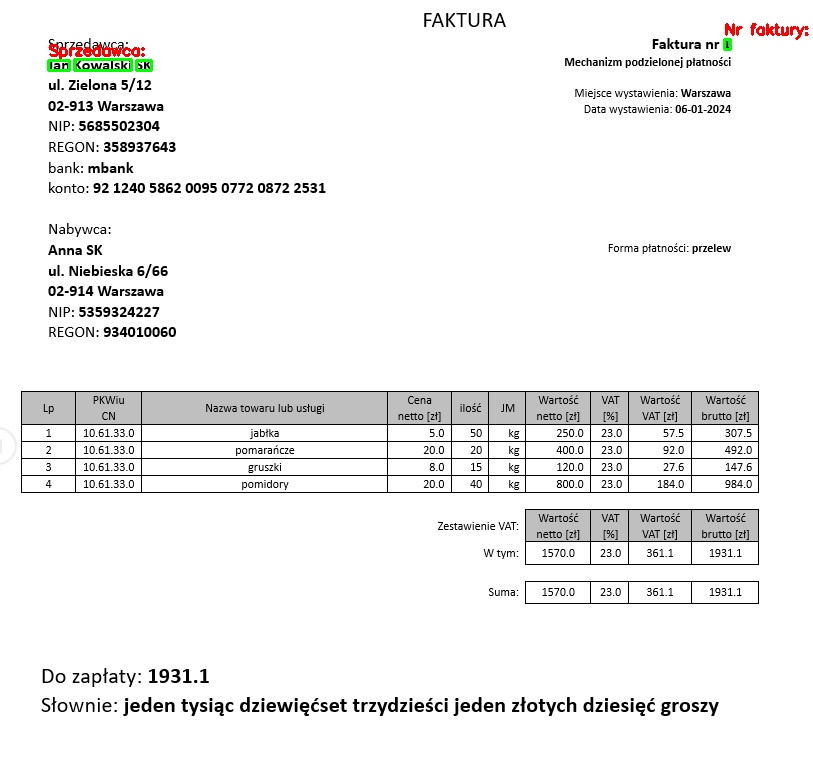 FAKTURA
Nr faktury:
Sprzedawca:
Sprzedawca:
Faktura nr 1
Jan Kowalski SK
Mechanizm podzielonej płatności
ul. Zielona 5/12
Miejsce wystawienia: Warszawa
02-913 Warszawa
Data wystawienia: 06-01-2024
NIP: 5685502304
REGON: 358937643
bank: mbank
konto: 92 1240 5862 0095 0772 0872 2531
Nabywca:
Anna SK
Forma płatności: przelew
ul. Niebieska 6/66
02-914 Warszawa
NIP: 5359324227
REGON: 934010060
Lp PKWiu CN Nazwa towaru lub usługi Cena netto [zł] ilość JM Wartość netto [zł] VAT [%] Wartość VAT [zł] Wartość brutto [zł]
1 10.61.33.0 jabłka 5.0 50 kg 250.0 23.0 57.5 307.5
2 10.61.33.0 pomarańcze 20.0 20 kg 400.0 23.0 92.0 492.0
3 10.61.33.0 gruszki 8.0 15 kg 120.0 23.0 27.6 147.6
4 10.61.33.0 pomidory 20.0 40 kg 800.0 23.0 184.0 984.0
Zestawienie VAT: Wartość netto [zł] VAT [%] Wartość VAT [zł] Wartość brutto [zł]
W tym: 1570.0 23.0 361.1 1931.1
Suma: 1570.0 23.0 361.1 1931.1
Do zapłaty: 1931.1
Słownie: jeden tysiąc dziewięćset trzydzieści jeden złotych dziesięć groszy